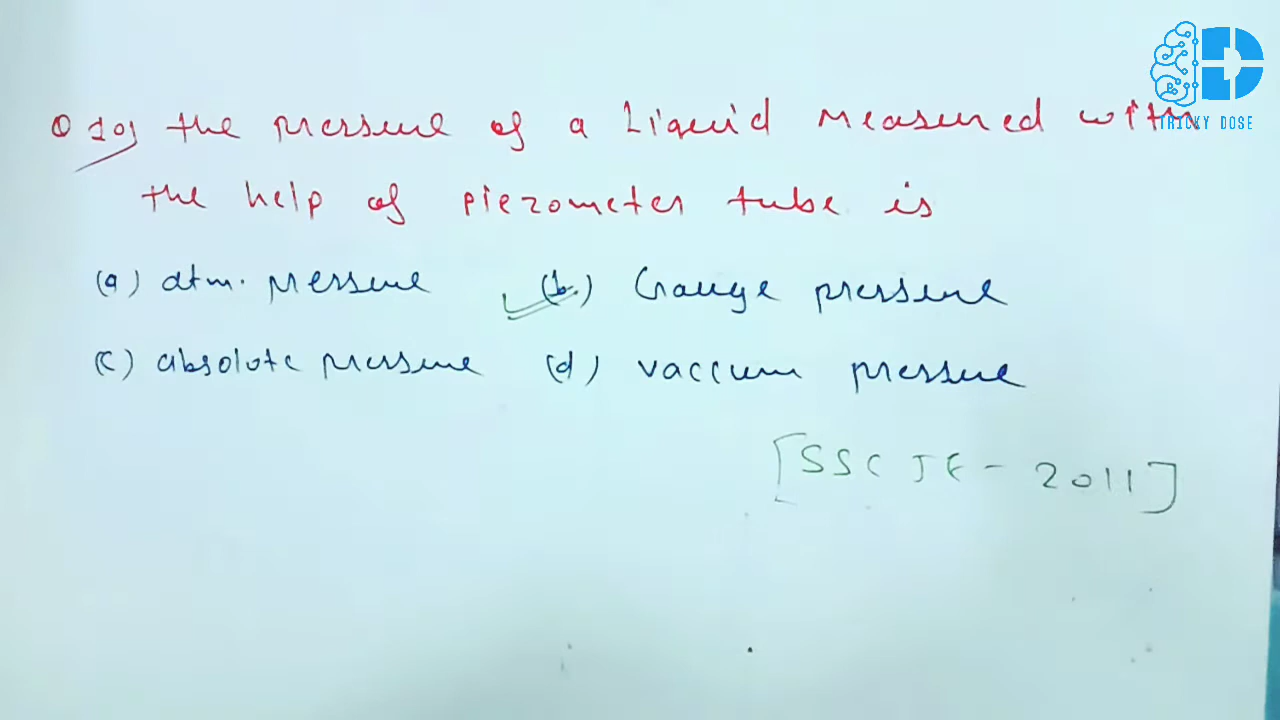 Q 10) the pressure of a Liquid Measured with
TRICKY DOSE
the help of piezometer tube is
(a) atm. pressure (b.) Gauge pressure
(c) absolute pressure (d) vaccum pressure
[SSC JE - 2011]